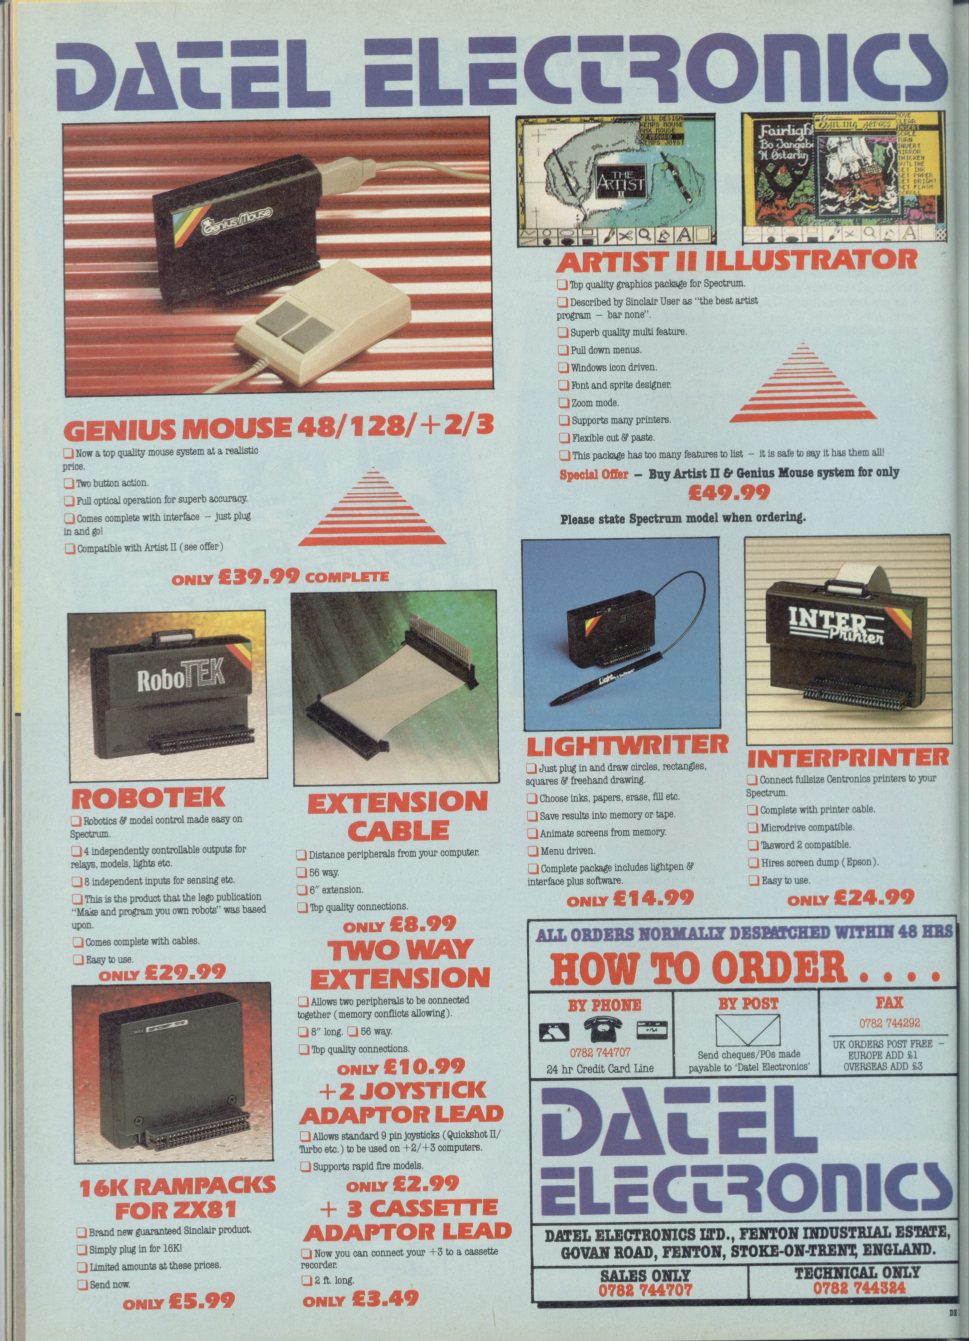 DATEL ELECTRONICS
Genius Mouse
THE
ARTIST
II
Fairlight
Bo Jangeb
SAILING ACROSS
GENIUS MOUSE 48/128/+2/3
Now a top quality mouse system at a realistic
price.
Two button action.
Full optical operation for superb accuracy.
Comes complete with interface – just plug
in and go!
Compatible with Artist II (see offer)
ONLY £39.99 COMPLETE
ARTIST II ILLUSTRATOR
Top quality graphics package for Spectrum.
Described by Sinclair User as "the best artist
program – bar none".
Superb quality multi feature.
Pull down menus.
Windows icon driven.
Font and sprite designer.
Zoom mode.
Supports many printers.
Flexible cut & paste.
This package has too many features to list – it is safe to say it has them all!
Special Offer – Buy Artist II & Genius Mouse system for only
£49.99
Please state Spectrum model when ordering.
RoboTEK
ROBOTEK
Robotics & model control made easy on
Spectrum.
4 independently controllable outputs for
relays, models, lights etc.
8 independent inputs for sensing etc.
This is the product that the lego publication
"Make and program you own robots" was based
upon.
Comes complete with cables.
Easy to use.
ONLY £29.99
16K RAMPACKS
FOR ZX81
Brand new guaranteed Sinclair product.
Simply plug in for 16K!
Limited amounts at these prices.
Send now.
ONLY £5.99
EXTENSION
CABLE
Distance peripherals from your computer.
56 way.
6" extension.
Top quality connections.
ONLY £8.99
TWO WAY
EXTENSION
Allows two peripherals to be connected
together (memory conflicts allowing).
8" long. 56 way.
Top quality connections.
ONLY £10.99
+2 JOYSTICK
ADAPTOR LEAD
Allows standard 9 pin joysticks (Quickshot II/
Turbo etc.) to be used on +2/+3 computers.
Supports rapid fire models.
ONLY £2.99
+ 3 CASSETTE
ADAPTOR LEAD
Now you can connect your +3 to a cassette
recorder.
2 ft. long.
ONLY £3.49
LIGHTWRITER
Just plug in and draw circles, rectangles,
squares & freehand drawing.
Choose inks, papers, erase, fill etc.
Save results into memory or tape.
Animate screens from memory.
Menu driven.
Complete package includes lightpen &
interface plus software.
ONLY £14.99
INTER
Printer
INTERPRINTER
Connect fullsize Centronics printers to your
Spectrum.
Complete with printer cable.
Microdrive compatible.
Tasword 2 compatible.
Hires screen dump (Epson).
Easy to use.
ONLY £24.99
ALL ORDERS NORMALLY DESPATCHED WITHIN 48 HRS
HOW TO ORDER . . . .
BY PHONE
0782 744707
24 hr Credit Card Line
BY POST
Send cheques/POs made
payable to 'Datel Electronics'
FAX
0782 744292
UK ORDERS POST FREE –
EUROPE ADD £1
OVERSEAS ADD £3
DATEL
ELECTRONICS
DATEL ELECTRONICS LTD., FENTON INDUSTRIAL ESTATE,
GOVAN ROAD, FENTON, STOKE-ON-TRENT, ENGLAND.
SALES ONLY
0782 744707
TECHNICAL ONLY
0782 744324